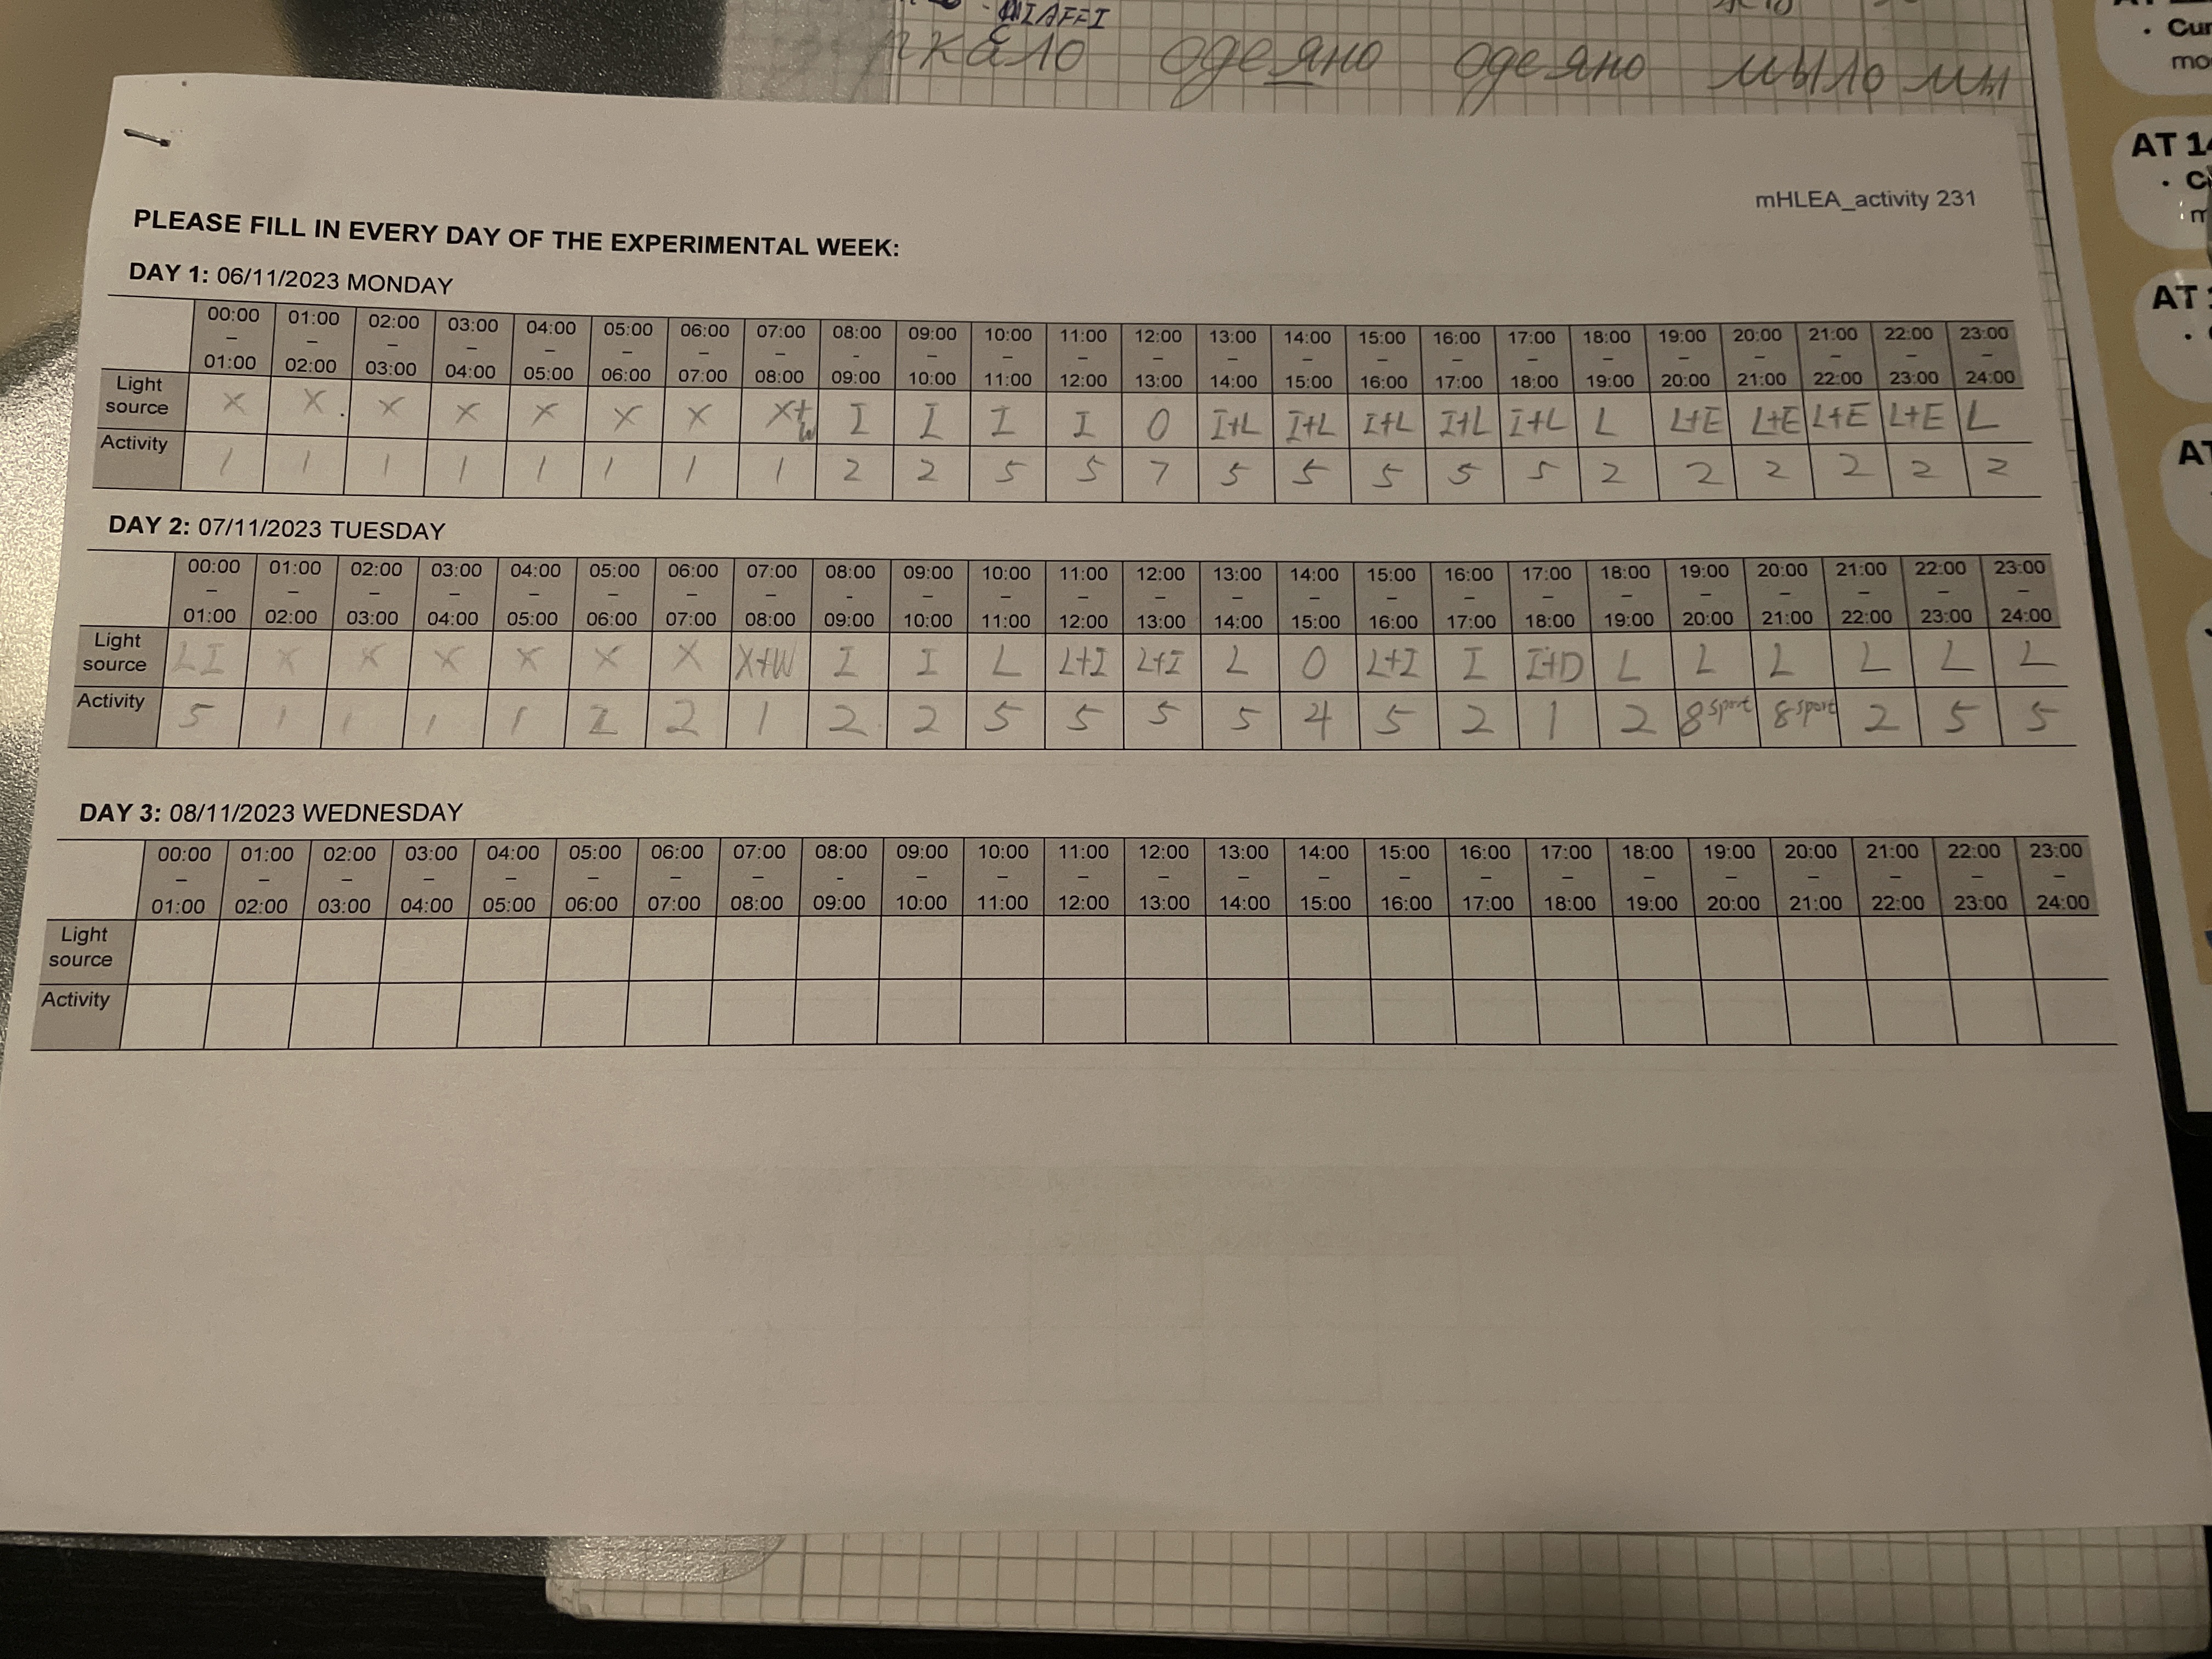 mHLEA_activity 231
PLEASE FILL IN EVERY DAY OF THE EXPERIMENTAL WEEK:
DAY 1: 06/11/2023 MONDAY
00:00 – 01:00 01:00 – 02:00 02:00 – 03:00 03:00 – 04:00 04:00 – 05:00 05:00 – 06:00 06:00 – 07:00 07:00 – 08:00 08:00 - 09:00 09:00 – 10:00 10:00 – 11:00 11:00 – 12:00 12:00 – 13:00 13:00 – 14:00 14:00 – 15:00 15:00 – 16:00 16:00 – 17:00 17:00 – 18:00 18:00 – 19:00 19:00 – 20:00 20:00 – 21:00 21:00 – 22:00 22:00 – 23:00 23:00 – 24:00
Light source X X X X X X X X+W I I I I O I+L I+L I+L I+L I+L L L+E L+E L+E L+E L
Activity 1 1 1 1 1 1 1 1 2 2 5 5 7 5 5 5 5 5 2 2 2 2 2 2
DAY 2: 07/11/2023 TUESDAY
00:00 – 01:00 01:00 – 02:00 02:00 – 03:00 03:00 – 04:00 04:00 – 05:00 05:00 – 06:00 06:00 – 07:00 07:00 – 08:00 08:00 - 09:00 09:00 – 10:00 10:00 – 11:00 11:00 – 12:00 12:00 – 13:00 13:00 – 14:00 14:00 – 15:00 15:00 – 16:00 16:00 – 17:00 17:00 – 18:00 18:00 – 19:00 19:00 – 20:00 20:00 – 21:00 21:00 – 22:00 22:00 – 23:00 23:00 – 24:00
Light source LI X X X X X X X+W I I L L+I L+I L O L+I I I+D L L L L L L
Activity 5 1 1 1 1 2 2 1 2 2 5 5 5 5 4 5 2 1 2 8 sport 8 sport 2 5 5
DAY 3: 08/11/2023 WEDNESDAY
00:00 – 01:00 01:00 – 02:00 02:00 – 03:00 03:00 – 04:00 04:00 – 05:00 05:00 – 06:00 06:00 – 07:00 07:00 – 08:00 08:00 - 09:00 09:00 – 10:00 10:00 – 11:00 11:00 – 12:00 12:00 – 13:00 13:00 – 14:00 14:00 – 15:00 15:00 – 16:00 16:00 – 17:00 17:00 – 18:00 18:00 – 19:00 19:00 – 20:00 20:00 – 21:00 21:00 – 22:00 22:00 – 23:00 23:00 – 24:00
Light source
Activity